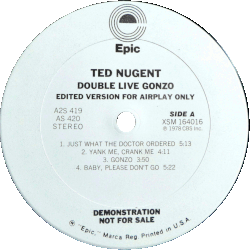 Epic
TED NUGENT
DOUBLE LIVE GONZO
EDITED VERSION FOR AIRPLAY ONLY
A2S 419
AS 420
STEREO
SIDE A
XSM 164016
℗ 1979 CBS Inc.
1. JUST WHAT THE DOCTOR ORDERED 5:13
2. YANK ME, CRANK ME 4:11
3. GONZO 3:50
4. BABY, PLEASE DON'T GO 5:22
DEMONSTRATION
NOT FOR SALE
® "Epic," Marca Reg. Printed in U.S.A.